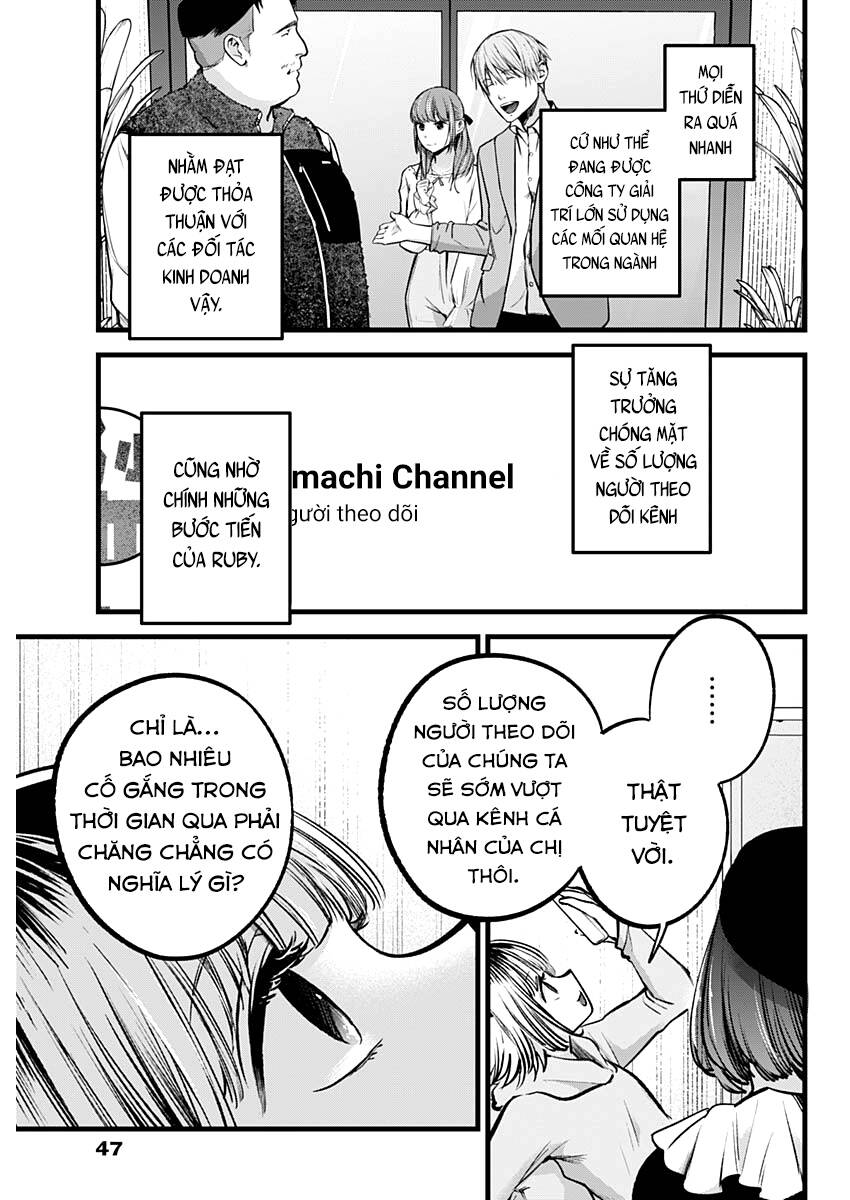 MỌI
THỨ DIỄN
RA QUÁ
NHANH
CỨ NHƯ THỂ
ĐANG ĐƯỢC
CÔNG TY GIẢI
TRÍ LỚN SỬ DỤNG
CÁC MỐI QUAN HỆ
TRONG NGÀNH
NHẰM ĐẠT
ĐƯỢC THỎA
THUẬN VỚI
CÁC ĐỐI TÁC
KINH DOANH
VẬY.
SỰ TĂNG
TRƯỞNG
CHÓNG MẶT
VỀ SỐ LƯỢNG
NGƯỜI THEO
DÕI KÊNH
machi Channel
gười theo dõi
CŨNG NHỜ
CHÍNH NHỮNG
BƯỚC TIẾN
CỦA RUBY.
.......
THẬT
TUYỆT
VỜI.
SỐ LƯỢNG
NGƯỜI THEO DÕI
CỦA CHÚNG TA
SẼ SỚM VƯỢT
QUA KÊNH CÁ
NHÂN CỦA CHỊ
THÔI.
CHỈ LÀ...
BAO NHIÊU
CỐ GẮNG TRONG
THỜI GIAN QUA PHẢI
CHĂNG CHẲNG CÓ
NGHĨA LÝ GÌ?
47